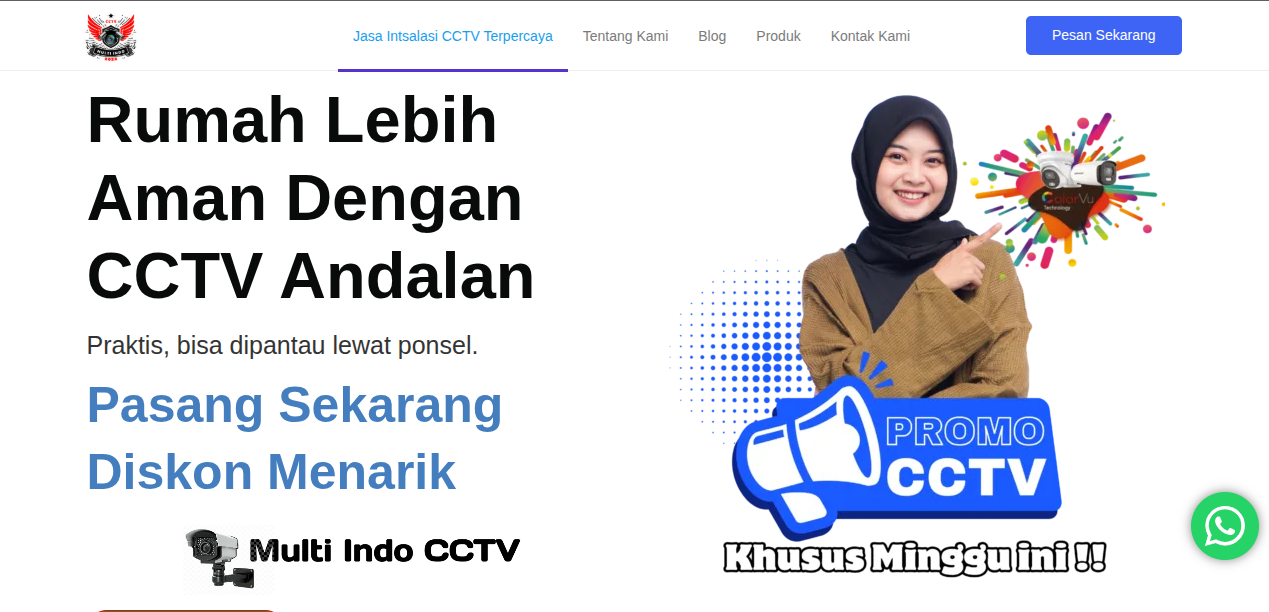 CCTV
MULTI INDO
Jasa Intsalasi CCTV Terpercaya
Tentang Kami
Blog
Produk
Kontak Kami
Pesan Sekarang
Rumah Lebih
Aman Dengan
CCTV Andalan
Praktis, bisa dipantau lewat ponsel.
Pasang Sekarang
Diskon Menarik
Multi Indo CCTV
ColorVu
Technology
PROMO
CCTV
Khusus Minggu ini !!